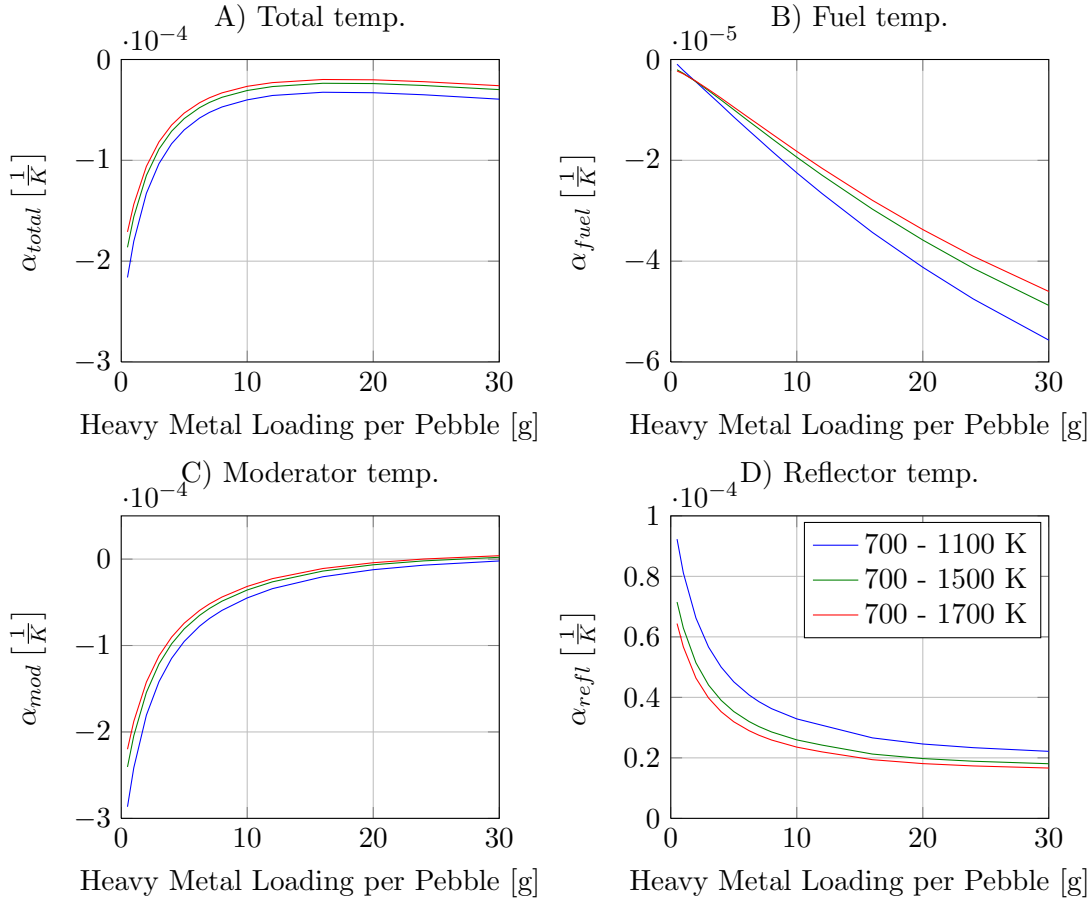 A) Total temp.
·10⁻⁴
0
−1
−2
−3
0 10 20 30
α_total [1/K]
Heavy Metal Loading per Pebble [g]
B) Fuel temp.
·10⁻⁵
0
−2
−4
−6
0 10 20 30
α_fuel [1/K]
Heavy Metal Loading per Pebble [g]
C) Moderator temp.
·10⁻⁴
0
−1
−2
−3
0 10 20 30
α_mod [1/K]
Heavy Metal Loading per Pebble [g]
D) Reflector temp.
·10⁻⁴
1
0.8
0.6
0.4
0.2
0
0 10 20 30
α_refl [1/K]
Heavy Metal Loading per Pebble [g]
700 - 1100 K
700 - 1500 K
700 - 1700 K